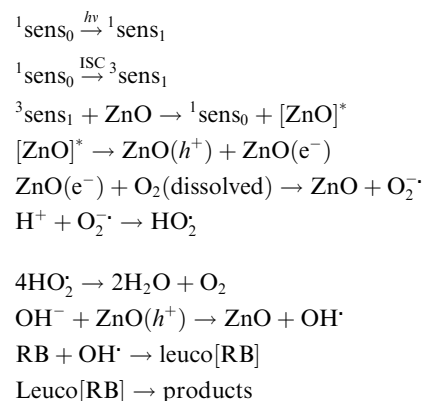 ¹sens₀ →(hv) ¹sens₁
¹sens₀ →(ISC) ³sens₁
³sens₁ + ZnO → ¹sens₀ + [ZnO]*
[ZnO]* → ZnO(h⁺) + ZnO(e⁻)
ZnO(e⁻) + O₂(dissolved) → ZnO + O₂⁻·
H⁺ + O₂⁻· → HO₂·
4HO₂· → 2H₂O + O₂
OH⁻ + ZnO(h⁺) → ZnO + OH·
RB + OH· → leuco[RB]
Leuco[RB] → products